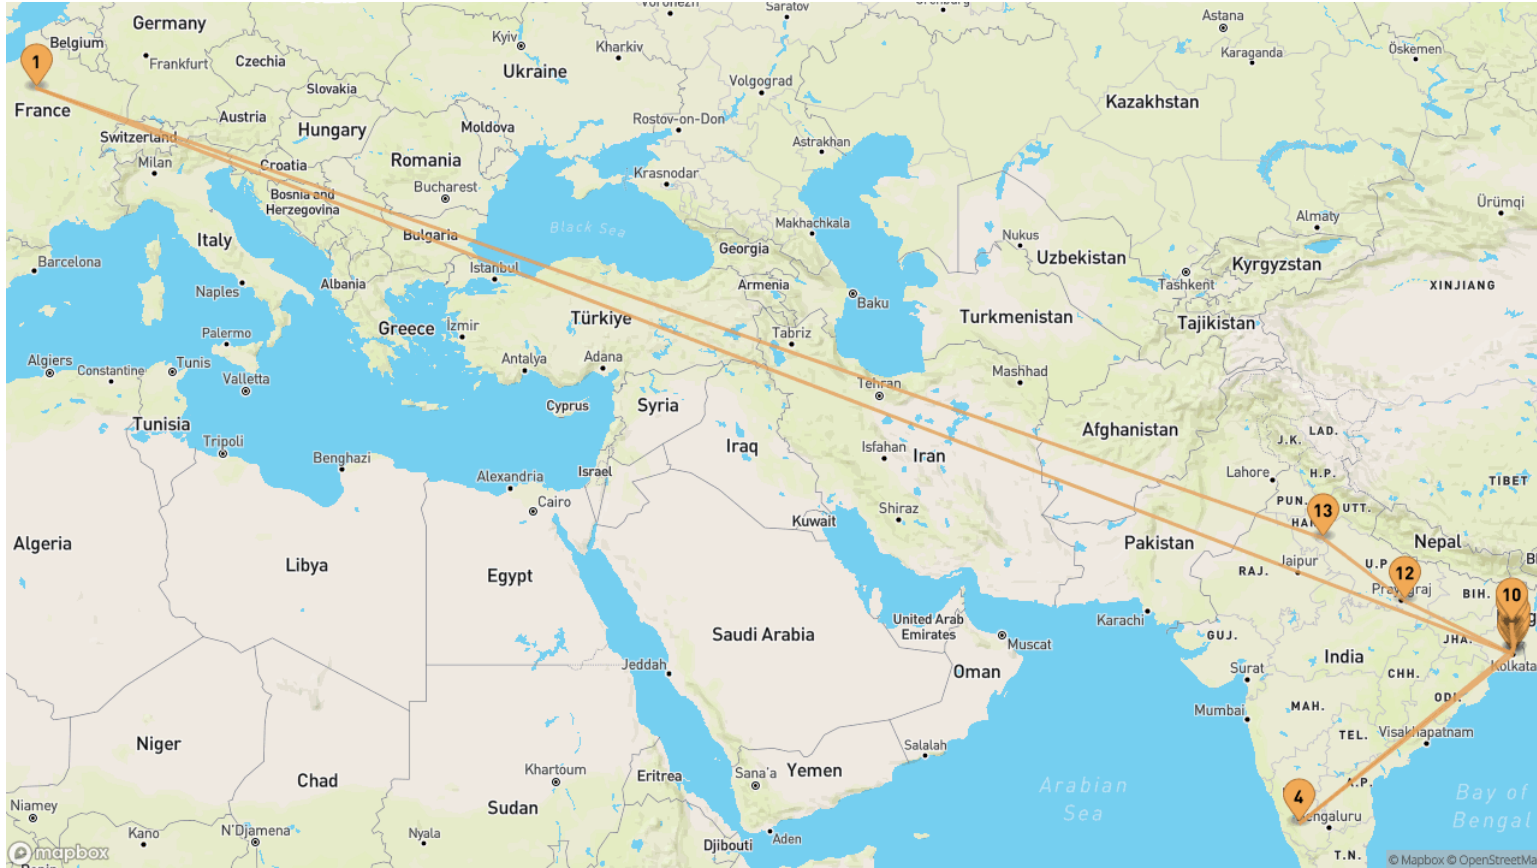 Voronezh
Saratov
Orenburg
Germany
Belgium
Frankfurt
Czechia
Kyiv
Kharkiv
Ukraine
Astana
Karaganda
Öskemen
1
France
Slovakia
Volgograd
Kazakhstan
Austria
Hungary
Moldova
Rostov-on-Don
Switzerland
Milan
Croatia
Romania
Astrakhan
Krasnodar
Bosnia and
Herzegovina
Bucharest
Ürümqi
Almaty
Makhachkala
Black Sea
Italy
Bulgaria
Georgia
Nukus
Uzbekistan
Kyrgyzstan
Barcelona
Istanbul
Tashkent
Naples
Albania
Armenia
XINJIANG
Baku
Greece
İzmir
Türkiye
Turkmenistan
Tajikistan
Palermo
Tabriz
Algiers
Constantine
Tunis
Antalya
Adana
Mashhad
Valletta
Tehran
Tunisia
Cyprus
Syria
Afghanistan
LAD.
J.K.
Tripoli
Iraq
Isfahan
Iran
Benghazi
Alexandria
Israel
Lahore
H.P.
TIBET
Cairo
PUN.
UTT.
Shiraz
13
Kuwait
Algeria
Pakistan
Nepal
Libya
Egypt
Jaipur
U.P.
RAJ.
12
BIH.
10
Karachi
United Arab
Emirates
Saudi Arabia
Muscat
GUJ.
JHA.
India
Jeddah
Oman
Surat
CHH.
Kolkata
MAH.
Mumbai
TEL.
Visakhapatnam
Niger
Salalah
Chad
Khartoum
Eritrea
Sana'a
Yemen
Arabian
Sea
A.P.
Bay of
Bengal
4
Niamey
Sudan
Kano
N'Djamena
Nyala
Djibouti
Aden
T.N.
mapbox
© Mapbox © OpenStreetM